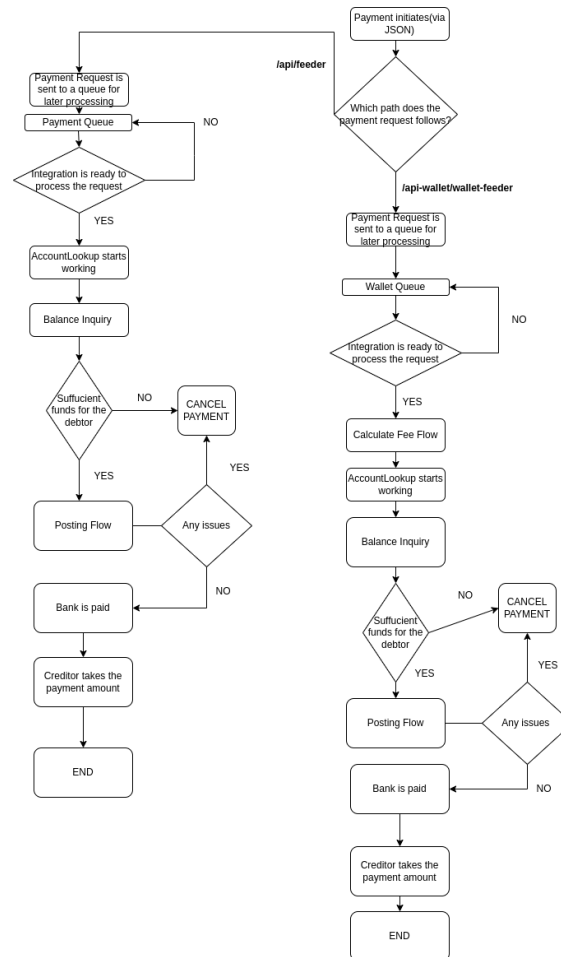 Payment initiates(via
JSON)
/api/feeder
Which path does the
payment request follows?
Payment Request is
sent to a queue for
later processing
Payment Queue
NO
Integration is ready to
process the request
YES
AccountLookup starts
working
Balance Inquiry
Suffucient
funds for the
debtor
NO
CANCEL
PAYMENT
YES
YES
Posting Flow
Any issues
NO
Bank is paid
Creditor takes the
payment amount
END
/api-wallet/wallet-feeder
Payment Request is
sent to a queue for
later processing
Wallet Queue
NO
Integration is ready to
process the request
YES
Calculate Fee Flow
AccountLookup starts
working
Balance Inquiry
Suffucient
funds for the
debtor
NO
CANCEL
PAYMENT
YES
YES
Posting Flow
Any issues
NO
Bank is paid
Creditor takes the
payment amount
END